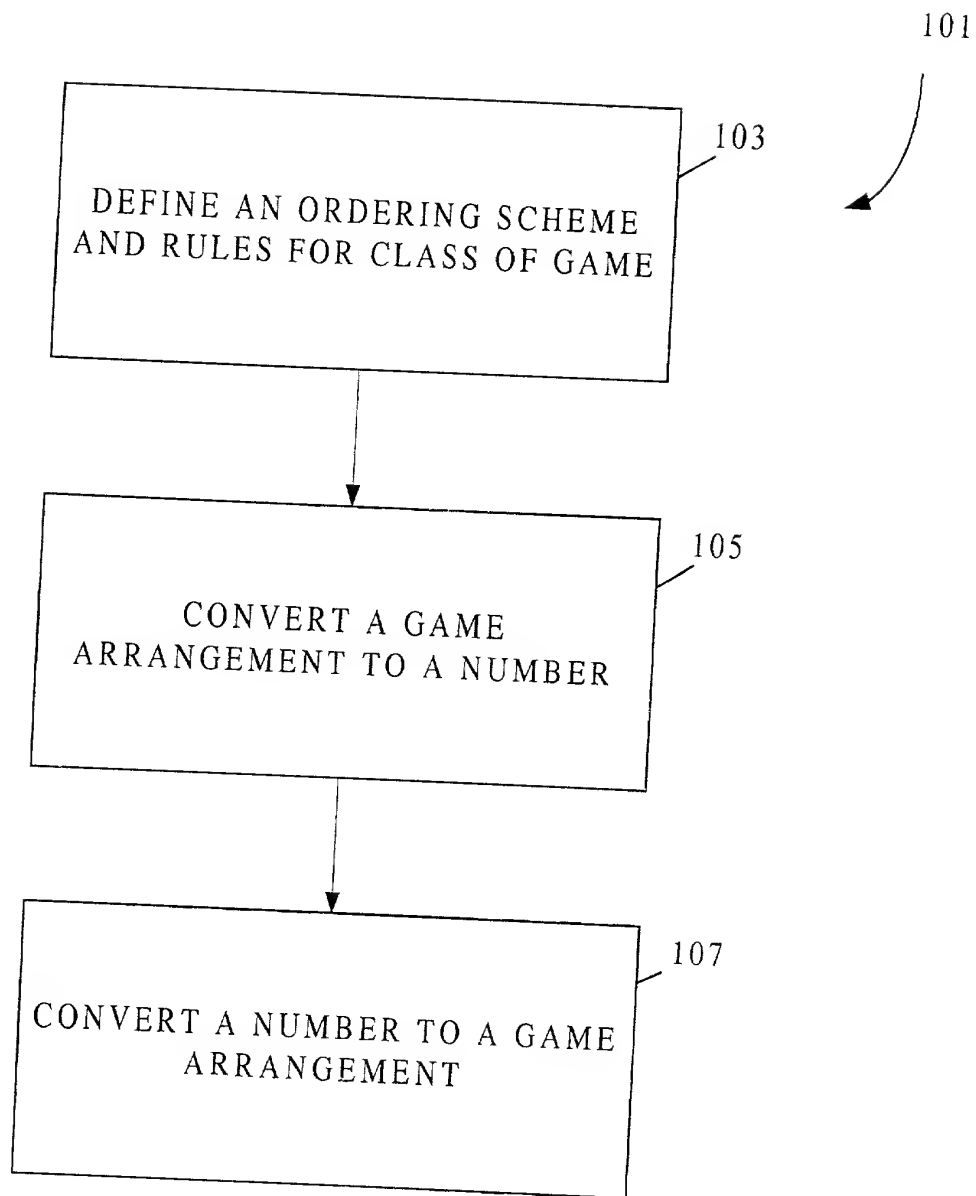 101
103
DEFINE AN ORDERING SCHEME
AND RULES FOR CLASS OF GAME
105
CONVERT A GAME
ARRANGEMENT TO A NUMBER
107
CONVERT A NUMBER TO A GAME
ARRANGEMENT